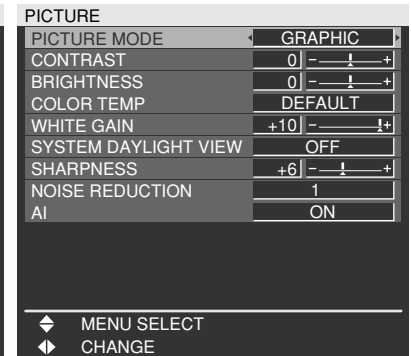 PICTURE
PICTURE MODE GRAPHIC
CONTRAST 0 - +
BRIGHTNESS 0 - +
COLOR TEMP DEFAULT
WHITE GAIN +10 - +
SYSTEM DAYLIGHT VIEW OFF
SHARPNESS +6 - +
NOISE REDUCTION 1
AI ON
MENU SELECT
CHANGE